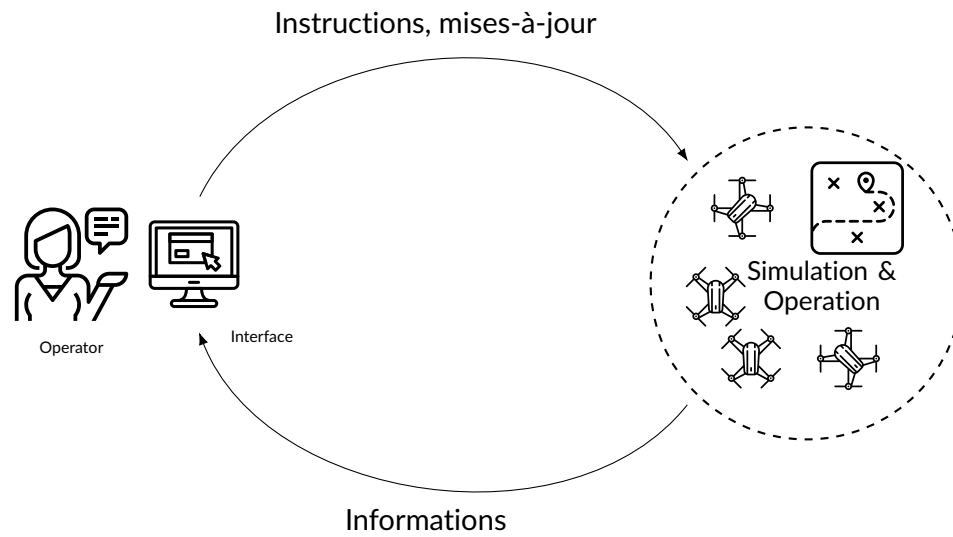 Instructions, mises-à-jour
Simulation &
Operation
Interface
Operator
Informations